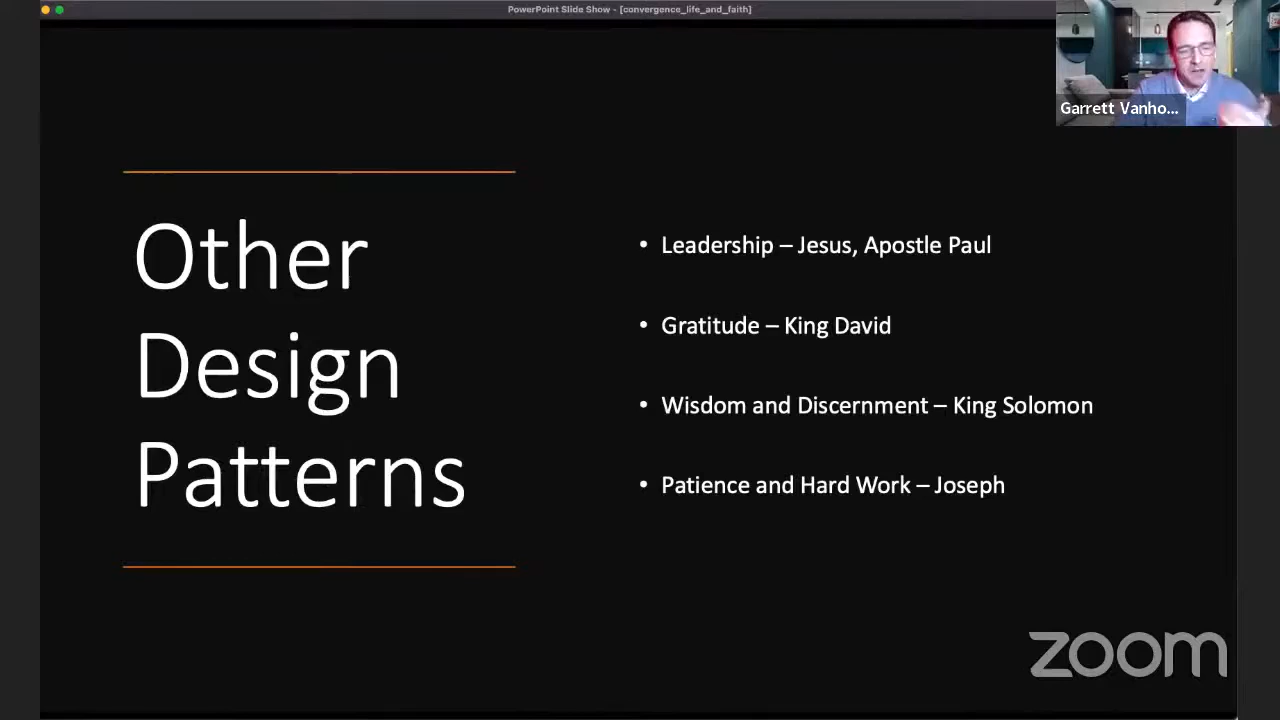 PowerPoint Slide Show - [convergence_life_and_faith]
Garrett Vanho...
Other
Design
Patterns
• Leadership – Jesus, Apostle Paul
• Gratitude – King David
• Wisdom and Discernment – King Solomon
• Patience and Hard Work – Joseph
zoom